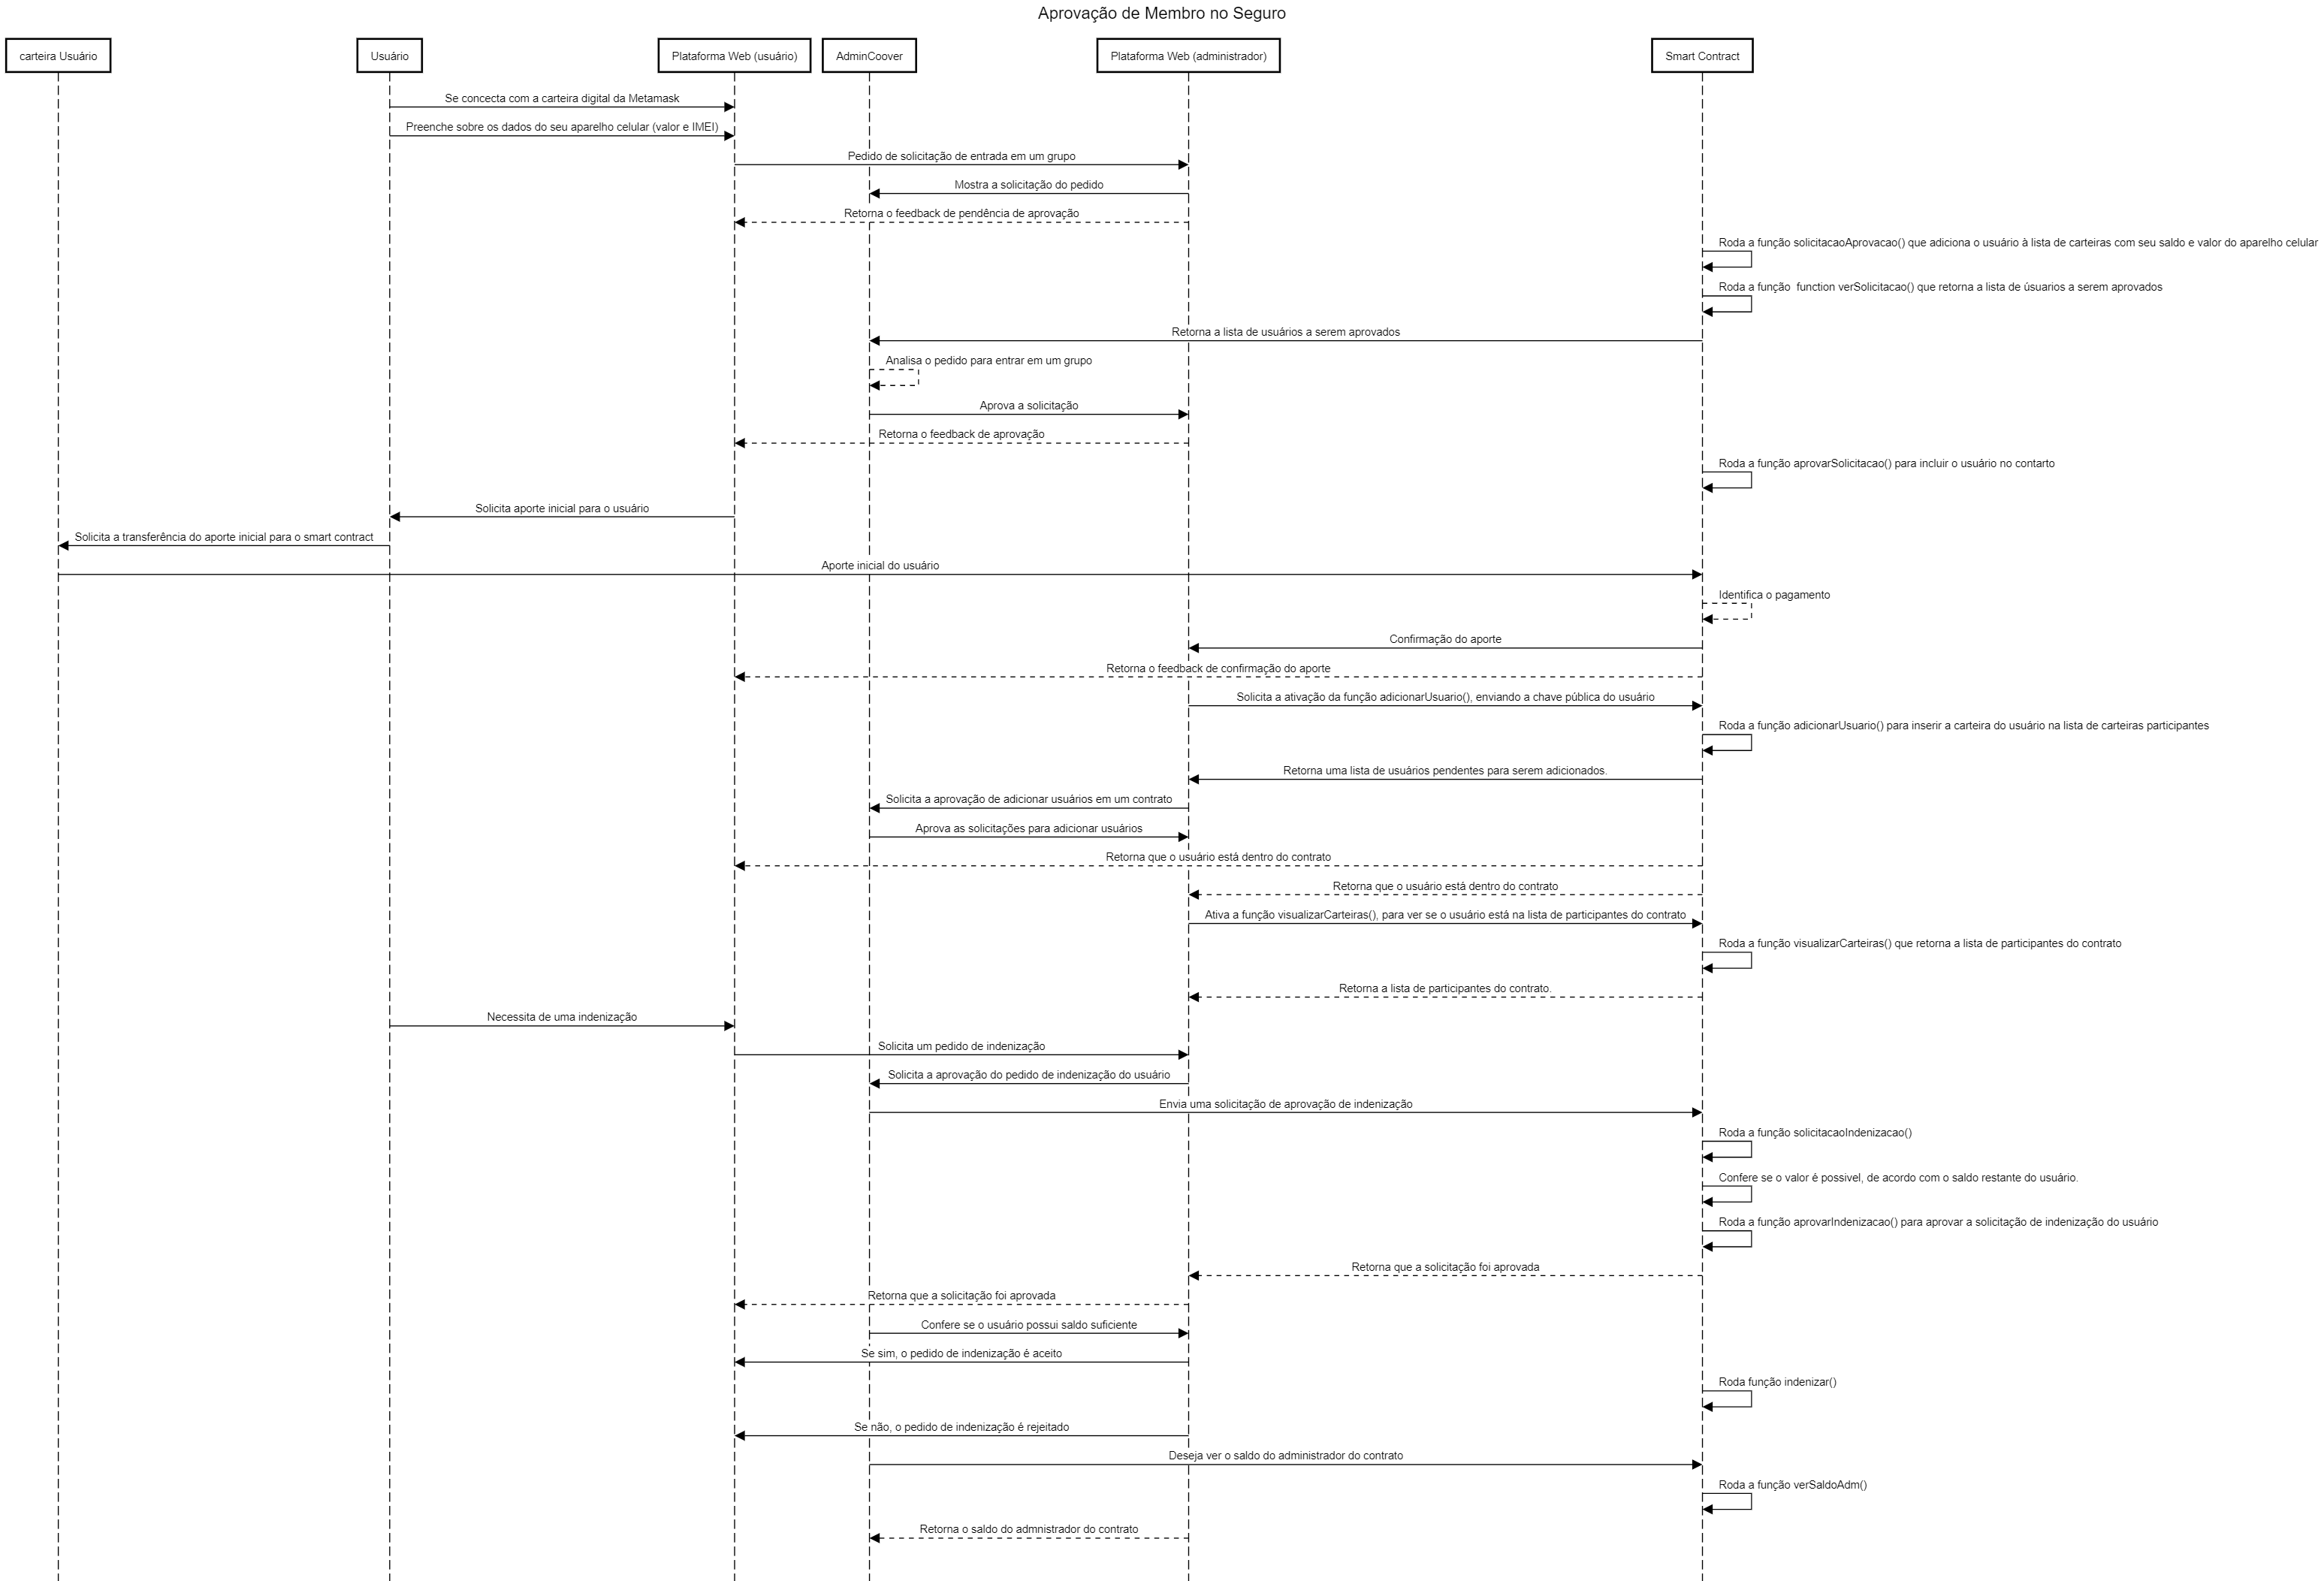 Aprovação de Membro no Seguro
carteira Usuário
Usuário
Plataforma Web (usuário)
AdminCoover
Plataforma Web (administrador)
Smart Contract
Se concecta com a carteira digital da Metamask
Preenche sobre os dados do seu aparelho celular (valor e IMEI)
Pedido de solicitação de entrada em um grupo
Mostra a solicitação do pedido
Retorna o feedback de pendência de aprovação
Roda a função solicitacaoAprovacao() que adiciona o usuário à lista de carteiras com seu saldo e valor do aparelho celular
Roda a função  function verSolicitacao() que retorna a lista de úsuarios a serem aprovados
Retorna a lista de usuários a serem aprovados
Analisa o pedido para entrar em um grupo
Aprova a solicitação
Retorna o feedback de aprovação
Roda a função aprovarSolicitacao() para incluir o usuário no contarto
Solicita aporte inicial para o usuário
Solicita a transferência do aporte inicial para o smart contract
Aporte inicial do usuário
Identifica o pagamento
Confirmação do aporte
Retorna o feedback de confirmação do aporte
Solicita a ativação da função adicionarUsuario(), enviando a chave pública do usuário
Roda a função adicionarUsuario() para inserir a carteira do usuário na lista de carteiras participantes
Retorna uma lista de usuários pendentes para serem adicionados.
Solicita a aprovação de adicionar usuários em um contrato
Aprova as solicitações para adicionar usuários
Retorna que o usuário está dentro do contrato
Retorna que o usuário está dentro do contrato
Ativa a função visualizarCarteiras(), para ver se o usuário está na lista de participantes do contrato
Roda a função visualizarCarteiras() que retorna a lista de participantes do contrato
Retorna a lista de participantes do contrato.
Necessita de uma indenização
Solicita um pedido de indenização
Solicita a aprovação do pedido de indenização do usuário
Envia uma solicitação de aprovação de indenização
Roda a função solicitacaoIndenizacao()
Confere se o valor é possivel, de acordo com o saldo restante do usuário.
Roda a função aprovarIndenizacao() para aprovar a solicitação de indenização do usuário
Retorna que a solicitação foi aprovada
Retorna que a solicitação foi aprovada
Confere se o usuário possui saldo suficiente
Se sim, o pedido de indenização é aceito
Roda função indenizar()
Se não, o pedido de indenização é rejeitado
Deseja ver o saldo do administrador do contrato
Roda a função verSaldoAdm()
Retorna o saldo do admnistrador do contrato